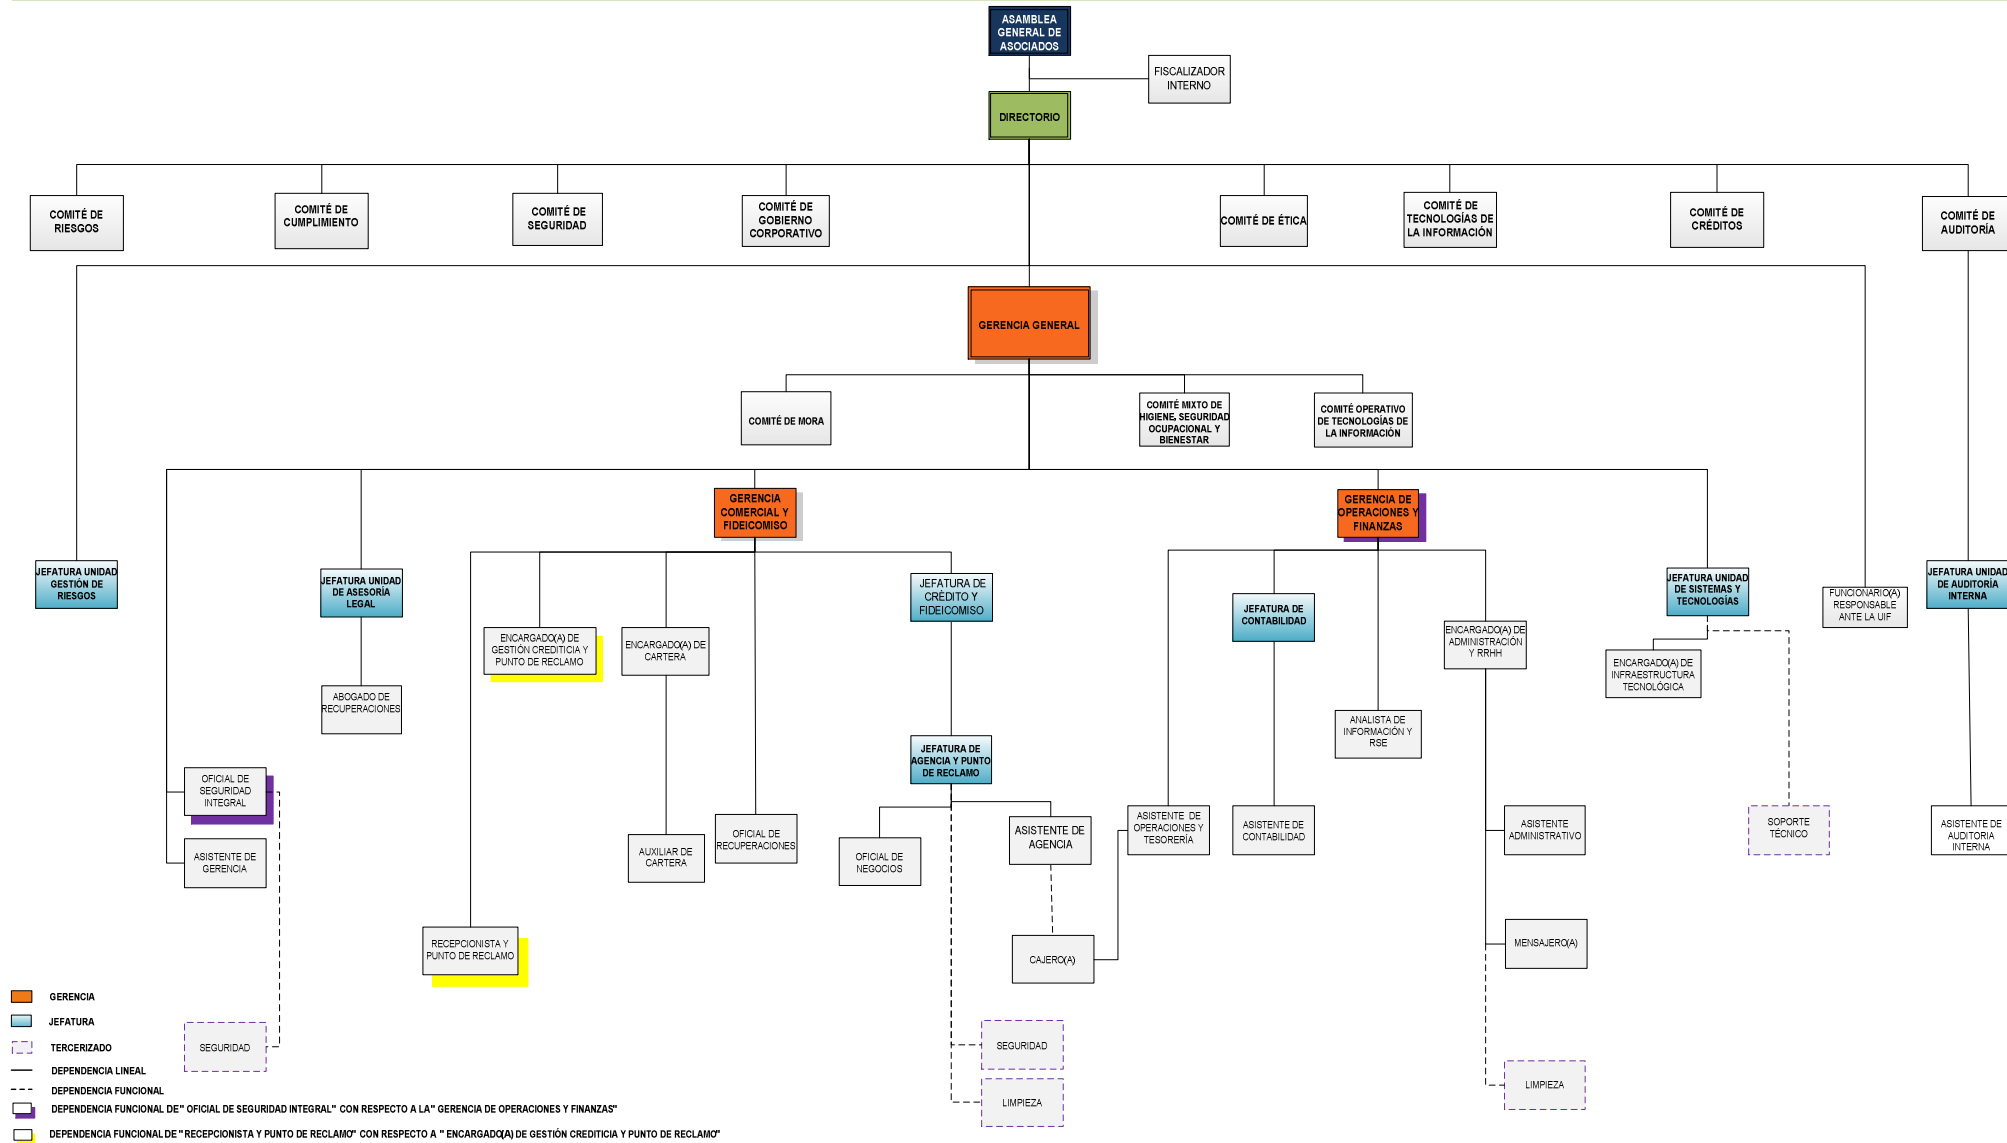 ASAMBLEA
GENERAL DE
ASOCIADOS
FISCALIZADOR
INTERNO
DIRECTORIO
COMITÉ DE
RIESGOS
COMITÉ DE
CUMPLIMIENTO
COMITÉ DE
SEGURIDAD
COMITÉ DE
GOBIERNO
CORPORATIVO
COMITÉ DE ÉTICA
COMITÉ DE
TECNOLOGÍAS DE
LA INFORMACIÓN
COMITÉ DE
CRÉDITOS
COMITÉ DE
AUDITORÍA
GERENCIA GENERAL
COMITÉ DE MORA
COMITÉ MIXTO DE
HIGIENE, SEGURIDAD
OCUPACIONAL Y
BIENESTAR
COMITÉ OPERATIVO
DE TECNOLOGÍAS DE
LA INFORMACIÓN
GERENCIA
COMERCIAL Y
FIDEICOMISO
GERENCIA DE
OPERACIONES Y
FINANZAS
JEFATURA UNIDAD
GESTIÓN DE
RIESGOS
JEFATURA UNIDAD
DE ASESORÍA
LEGAL
JEFATURA DE
CRÈDITO Y
FIDEICOMISO
JEFATURA DE
CONTABILIDAD
JEFATURA UNIDAD
DE SISTEMAS Y
TECNOLOGÍAS
FUNCIONARIO(A)
RESPONSABLE
ANTE LA UIF
JEFATURA UNIDAD
DE AUDITORÍA
INTERNA
ENCARGADO(A) DE
GESTIÓN CREDITICIA Y
PUNTO DE RECLAMO
ENCARGADO(A) DE
CARTERA
ENCARGADO(A) DE
ADMINISTRACIÓN
Y RRHH
ENCARGADO(A) DE
INFRAESTRUCTURA
TECNOLÓGICA
ABOGADO DE
RECUPERACIONES
ANALISTA DE
INFORMACIÓN Y
RSE
JEFATURA DE
AGENCIA Y PUNTO
DE RECLAMO
OFICIAL DE
SEGURIDAD
INTEGRAL
ASISTENTE DE
GERENCIA
AUXILIAR DE
CARTERA
OFICIAL DE
RECUPERACIONES
OFICIAL DE
NEGOCIOS
ASISTENTE DE
AGENCIA
ASISTENTE DE
OPERACIONES Y
TESORERÍA
ASISTENTE DE
CONTABILIDAD
ASISTENTE
ADMINISTRATIVO
SOPORTE
TÉCNICO
ASISTENTE DE
AUDITORIA
INTERNA
RECEPCIONISTA Y
PUNTO DE RECLAMO
CAJERO(A)
MENSAJERO(A)
SEGURIDAD
SEGURIDAD
LIMPIEZA
LIMPIEZA
GERENCIA
JEFATURA
TERCERIZADO
DEPENDENCIA LINEAL
DEPENDENCIA FUNCIONAL
DEPENDENCIA FUNCIONAL DE" OFICIAL DE SEGURIDAD INTEGRAL" CON RESPECTO A LA" GERENCIA DE OPERACIONES Y FINANZAS"
DEPENDENCIA FUNCIONAL DE "RECEPCIONISTA Y PUNTO DE RECLAMO" CON RESPECTO A " ENCARGADO(A) DE GESTIÓN CREDITICIA Y PUNTO DE RECLAMO"